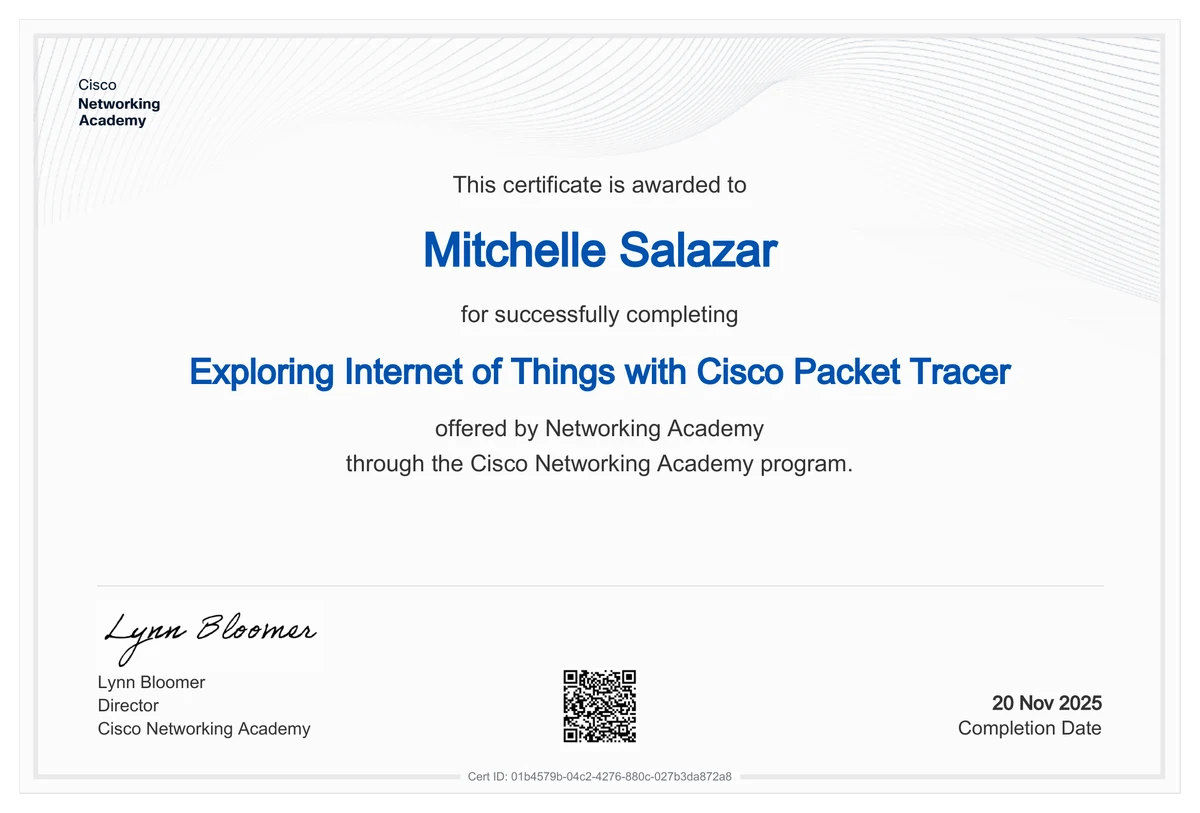 Cisco
Networking
Academy
This certificate is awarded to
Mitchelle Salazar
for successfully completing
Exploring Internet of Things with Cisco Packet Tracer
offered by Networking Academy
through the Cisco Networking Academy program.
Lynn Bloomer
Lynn Bloomer
Director
Cisco Networking Academy
20 Nov 2025
Completion Date
Cert ID: 01b4579b-04c2-4276-880c-027b3da872a8